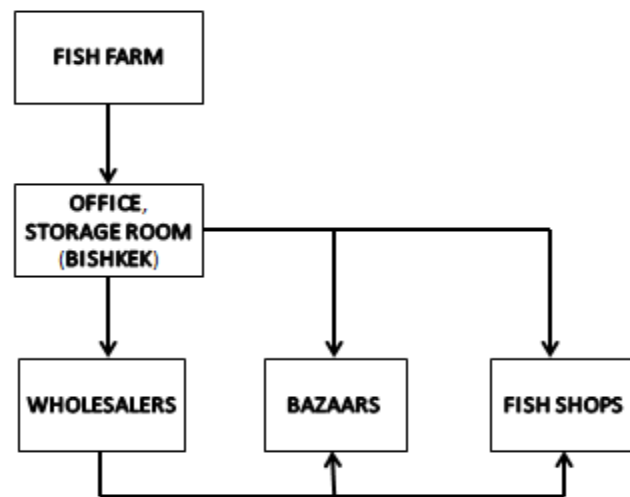 FISH FARM
OFFICE,
STORAGE ROOM
(BISHKEK)
WHOLESALERS
BAZAARS
FISH SHOPS